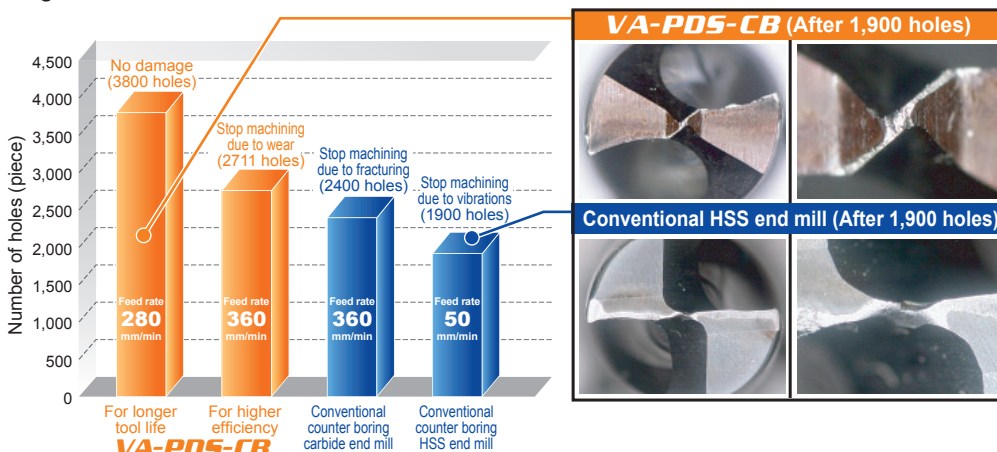 VA-PDS-CB (After 1,900 holes)
Number of holes (piece)
4,500
4,000
3,500
3,000
2,500
2,000
1,500
1,000
500
0
No damage
(3800 holes)
Stop machining
due to wear
(2711 holes)
Stop machining
due to fracturing
(2400 holes)
Stop machining
due to vibrations
(1900 holes)
Feed rate
280
mm/min
Feed rate
360
mm/min
Feed rate
360
mm/min
Feed rate
50
mm/min
For longer
tool life
For higher
efficiency
VA-PDS-CB
Conventional
counter boring
carbide end mill
Conventional
counter boring
HSS end mill
Conventional HSS end mill (After 1,900 holes)